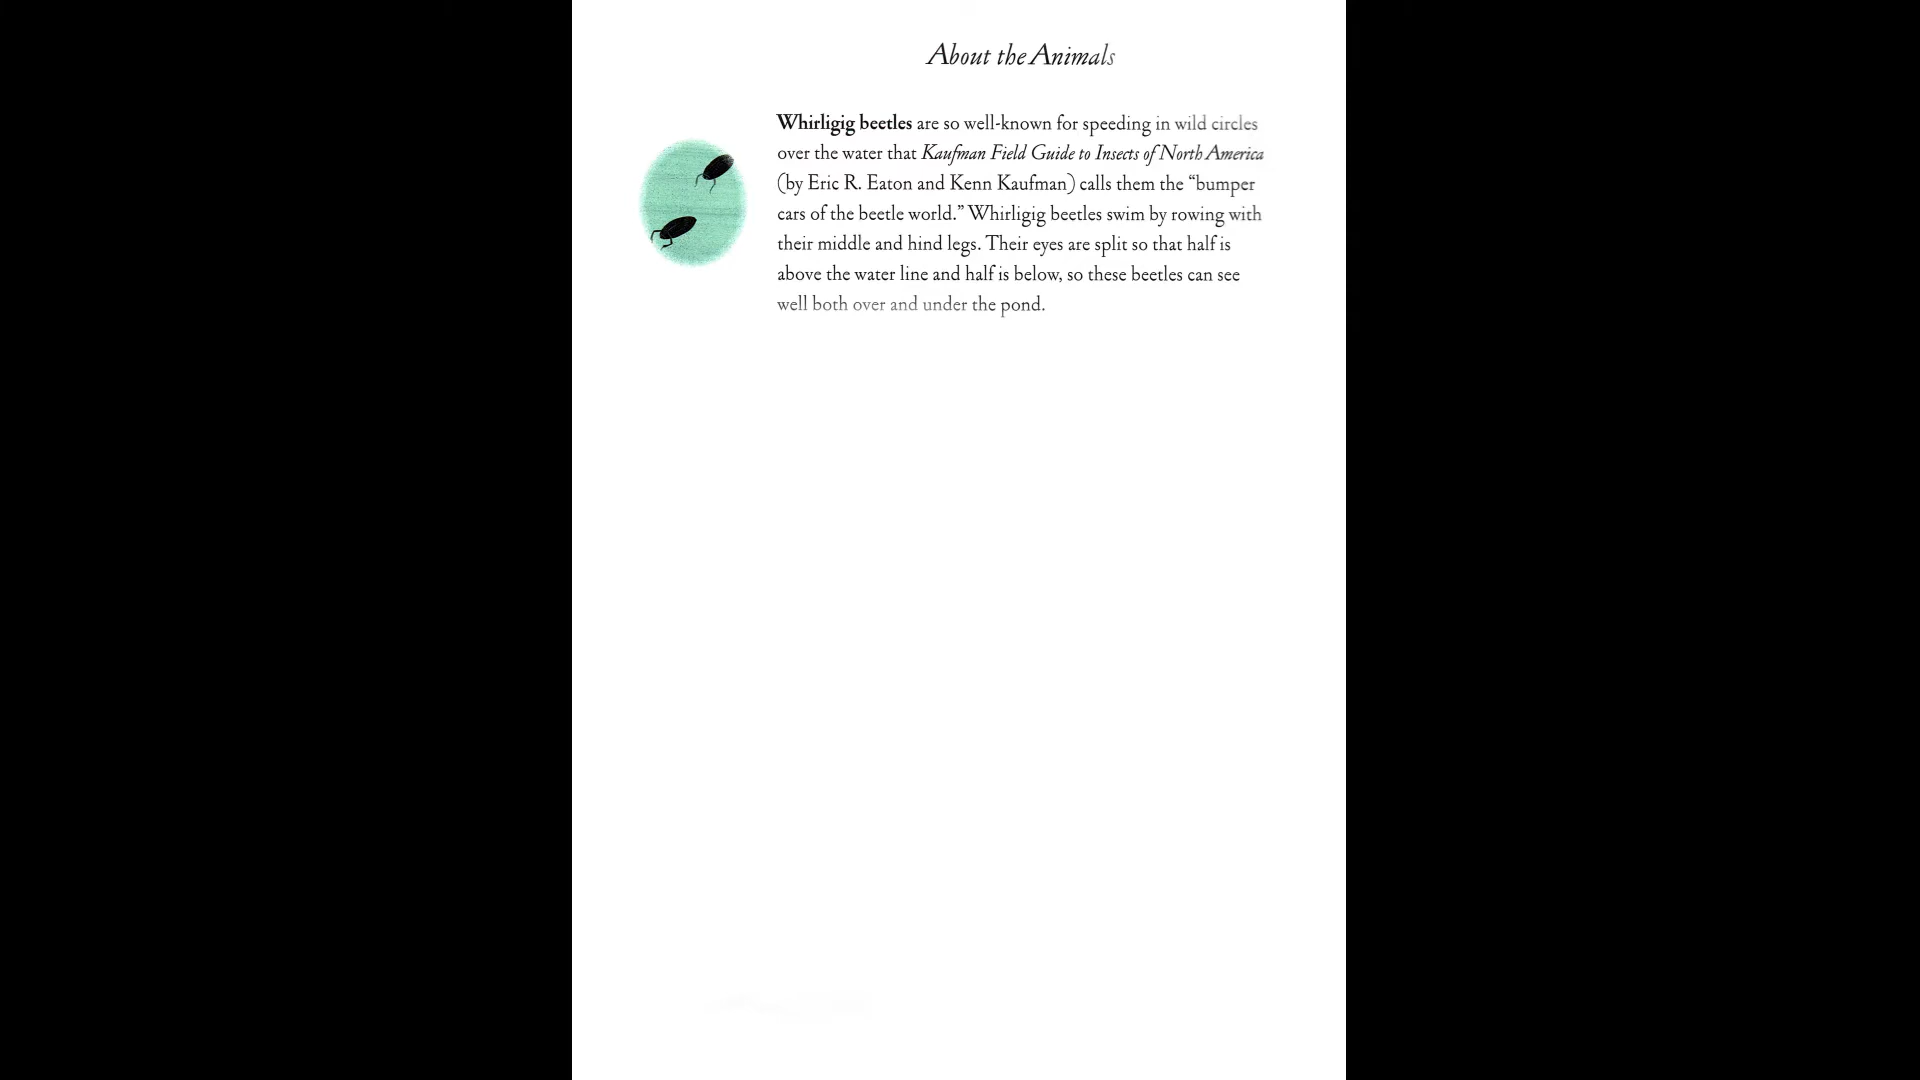 About the Animals
Whirligig beetles are so well-known for speeding in wild circles
over the water that Kaufman Field Guide to Insects of North America
(by Eric R. Eaton and Kenn Kaufman) calls them the “bumper
cars of the beetle world.” Whirligig beetles swim by rowing with
their middle and hind legs. Their eyes are split so that half is
above the water line and half is below, so these beetles can see
well both over and under the pond.